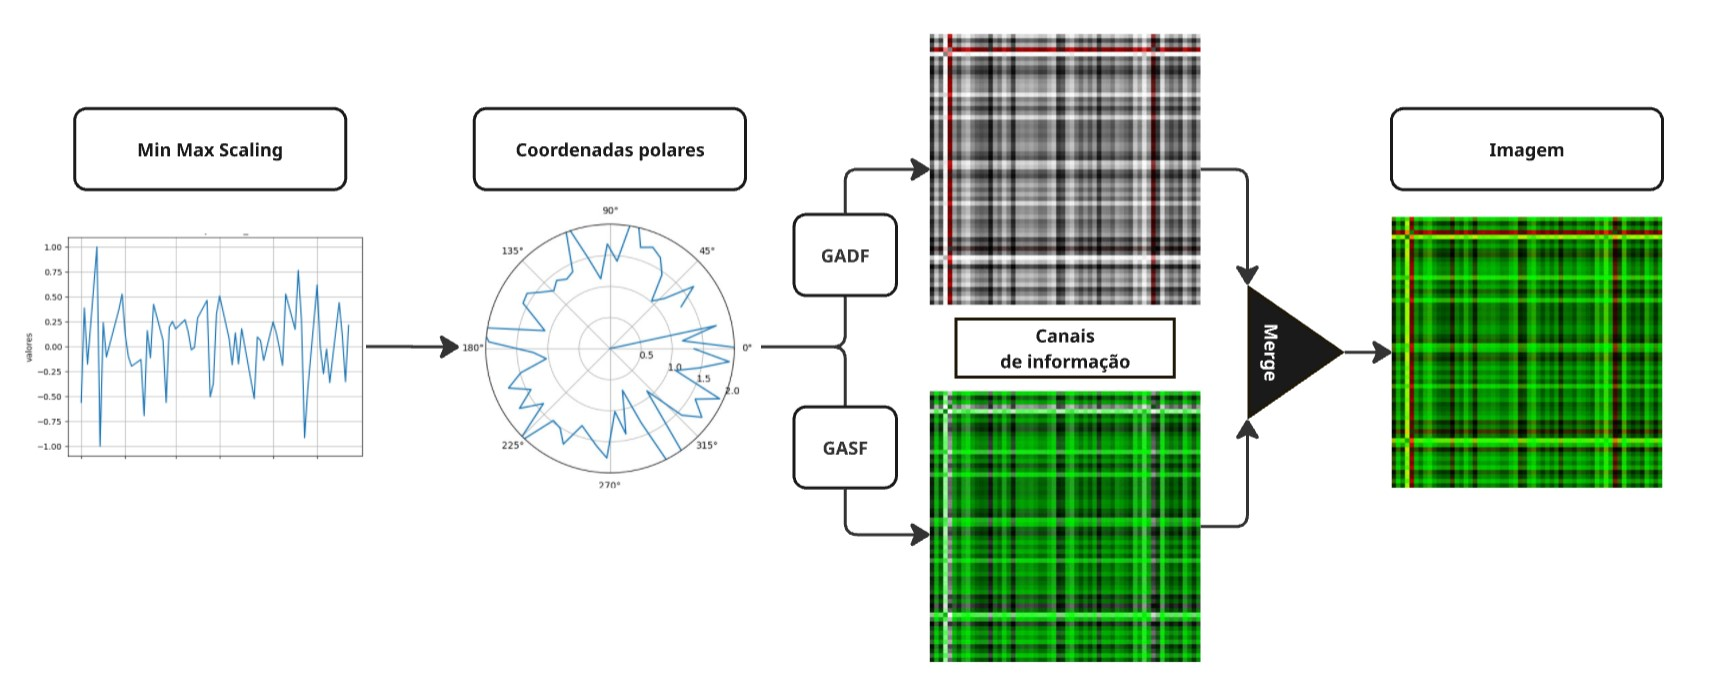 Min Max Scaling
Coordenadas polares
Imagem
1.00
0.75
0.50
0.25
0.00
−0.25
−0.50
−0.75
−1.00
valores
90°
135°
45°
180°
0°
0.5
1.0
1.5
2.0
225°
315°
270°
GADF
GASF
Canais
de informação
Merge